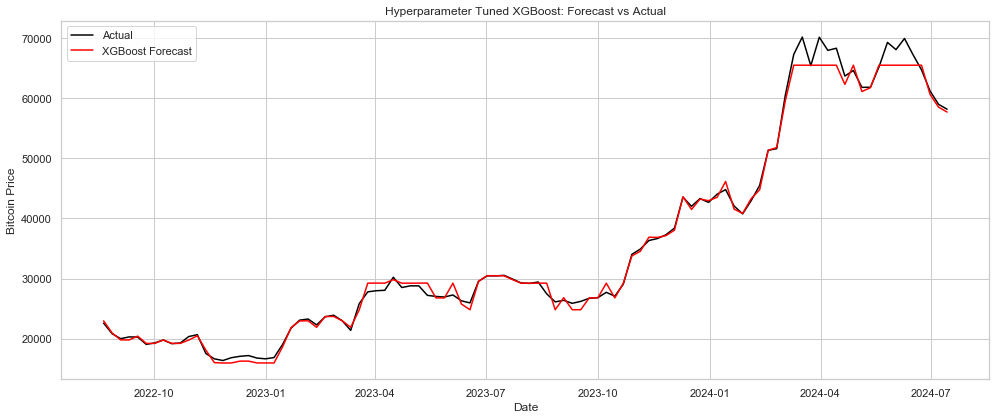 Hyperparameter Tuned XGBoost: Forecast vs Actual
Actual
XGBoost Forecast
70000
60000
50000
40000
30000
20000
Bitcoin Price
2022-10
2023-01
2023-04
2023-07
2023-10
2024-01
2024-04
2024-07
Date